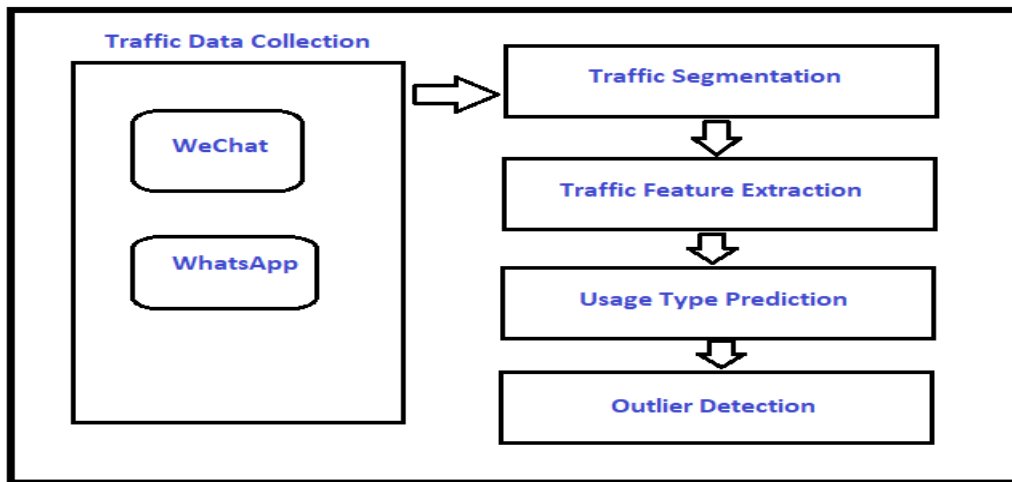 Traffic Data Collection
WeChat
WhatsApp
Traffic Segmentation
Traffic Feature Extraction
Usage Type Prediction
Outlier Detection